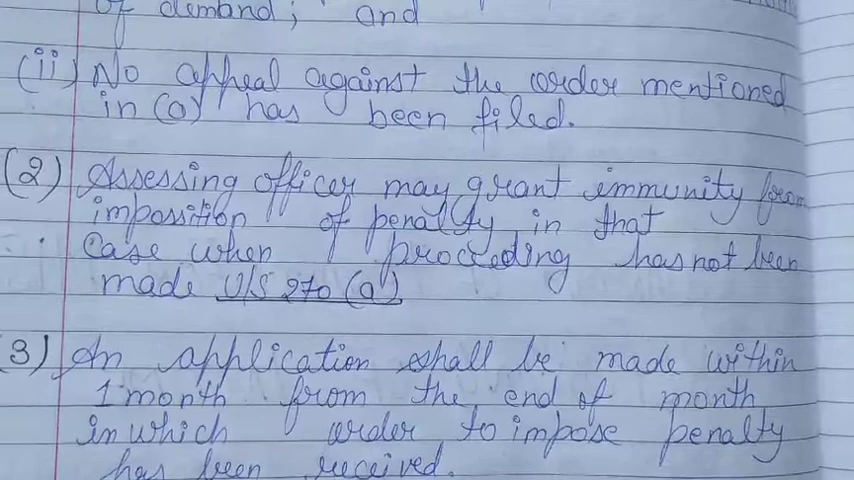 of demand; and
(ii) No appeal against the order mentioned
in (a) has been filed.
(2) Assessing officer may grant immunity from
impossition of penalty in that
case when proceeding has not been
made U/S 270 (a)
(3) An application shall be made within
1 month from the end of month
in which order to impose penalty
has been received.